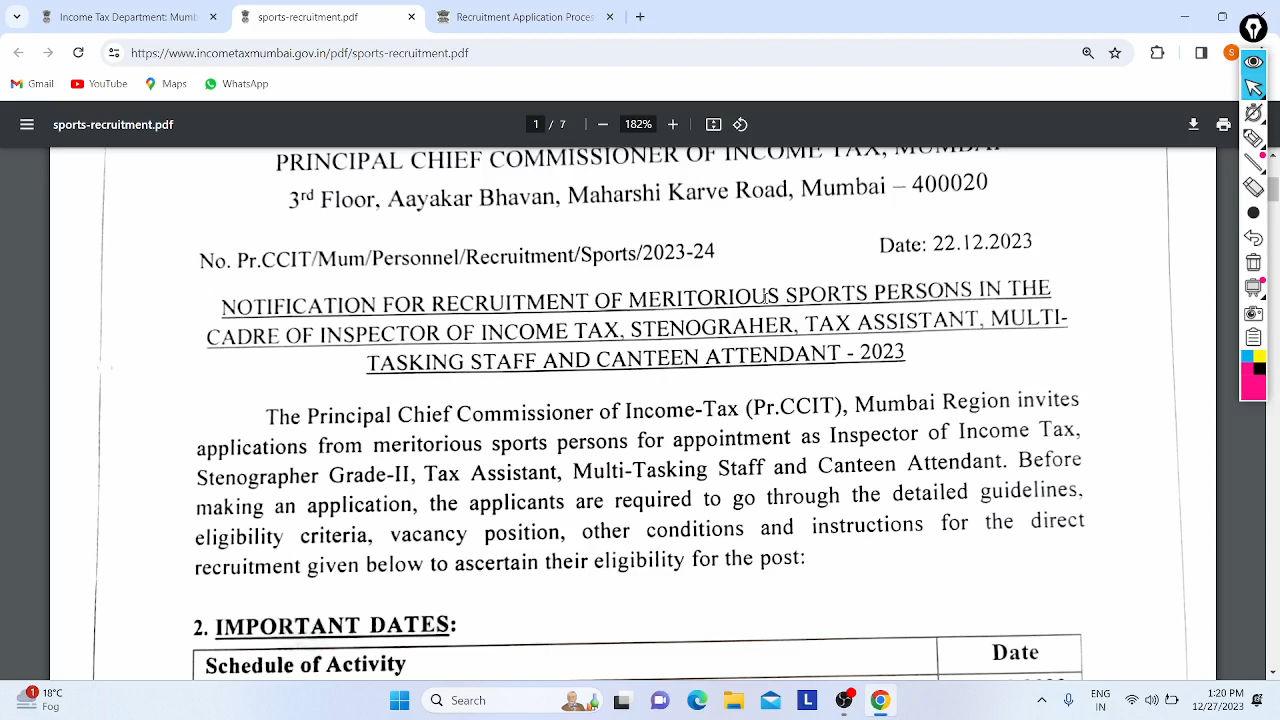 Income Tax Department: Mumb
sports-recruitment.pdf
Recruitment Application Proces
https://www.incometaxmumbai.gov.in/pdf/sports-recruitment.pdf
S
Gmail
YouTube
Maps
WhatsApp
sports-recruitment.pdf
1 / 7
182%
PRINCIPAL CHIEF COMMISSIONER OF INCOME TAX, MUMBAI
3rd Floor, Aayakar Bhavan, Maharshi Karve Road, Mumbai – 400020
No. Pr.CCIT/Mum/Personnel/Recruitment/Sports/2023-24
Date: 22.12.2023
NOTIFICATION FOR RECRUITMENT OF MERITORIOUS SPORTS PERSONS IN THE
CADRE OF INSPECTOR OF INCOME TAX, STENOGRAHER, TAX ASSISTANT, MULTI-
TASKING STAFF AND CANTEEN ATTENDANT - 2023
The Principal Chief Commissioner of Income-Tax (Pr.CCIT), Mumbai Region invites
applications from meritorious sports persons for appointment as Inspector of Income Tax,
Stenographer Grade-II, Tax Assistant, Multi-Tasking Staff and Canteen Attendant. Before
making an application, the applicants are required to go through the detailed guidelines,
eligibility criteria, vacancy position, other conditions and instructions for the direct
recruitment given below to ascertain their eligibility for the post:
2. IMPORTANT DATES:
Schedule of Activity
Date
1
18°C
Fog
Search
L
ENG
IN
1:20 PM
12/27/2023